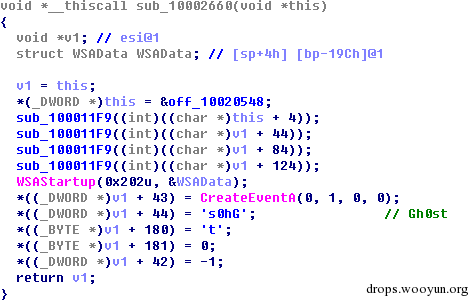 void *__thiscall sub_10002660(void *this)
{
void *v1; // esi@1
struct WSAData WSAData; // [sp+4h] [bp-19Ch]@1
v1 = this;
*(_DWORD *)this = &off_10020548;
sub_100011F9((int)((char *)this + 4));
sub_100011F9((int)((char *)v1 + 44));
sub_100011F9((int)((char *)v1 + 84));
sub_100011F9((int)((char *)v1 + 124));
WSAStartup(0x202u, &WSAData);
*((_DWORD *)v1 + 43) = CreateEventA(0, 1, 0, 0);
*((_DWORD *)v1 + 44) = 's0hG'; // Gh0st
*((_BYTE *)v1 + 180) = 't';
*((_BYTE *)v1 + 181) = 0;
*((_DWORD *)v1 + 42) = -1;
return v1;
}
drops.wooyun.org